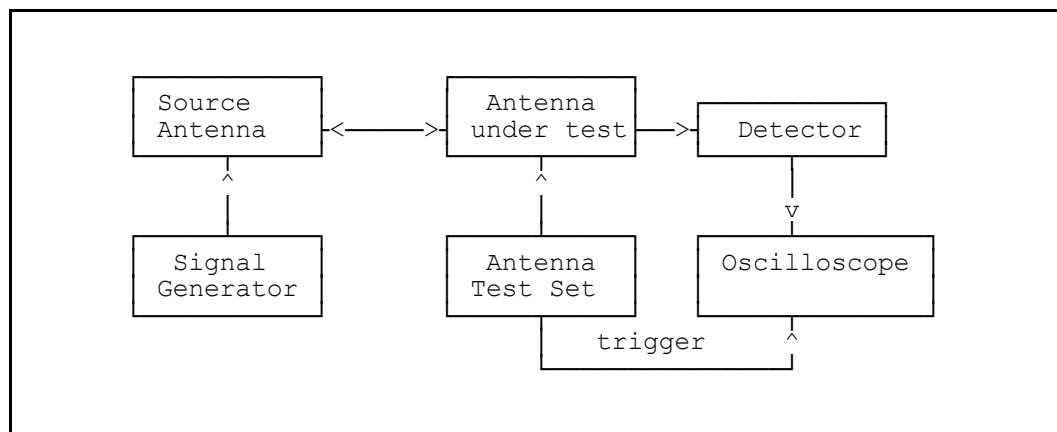 Source
Antenna
Antenna
under test
Detector
Signal
Generator
Antenna
Test Set
Oscilloscope
trigger